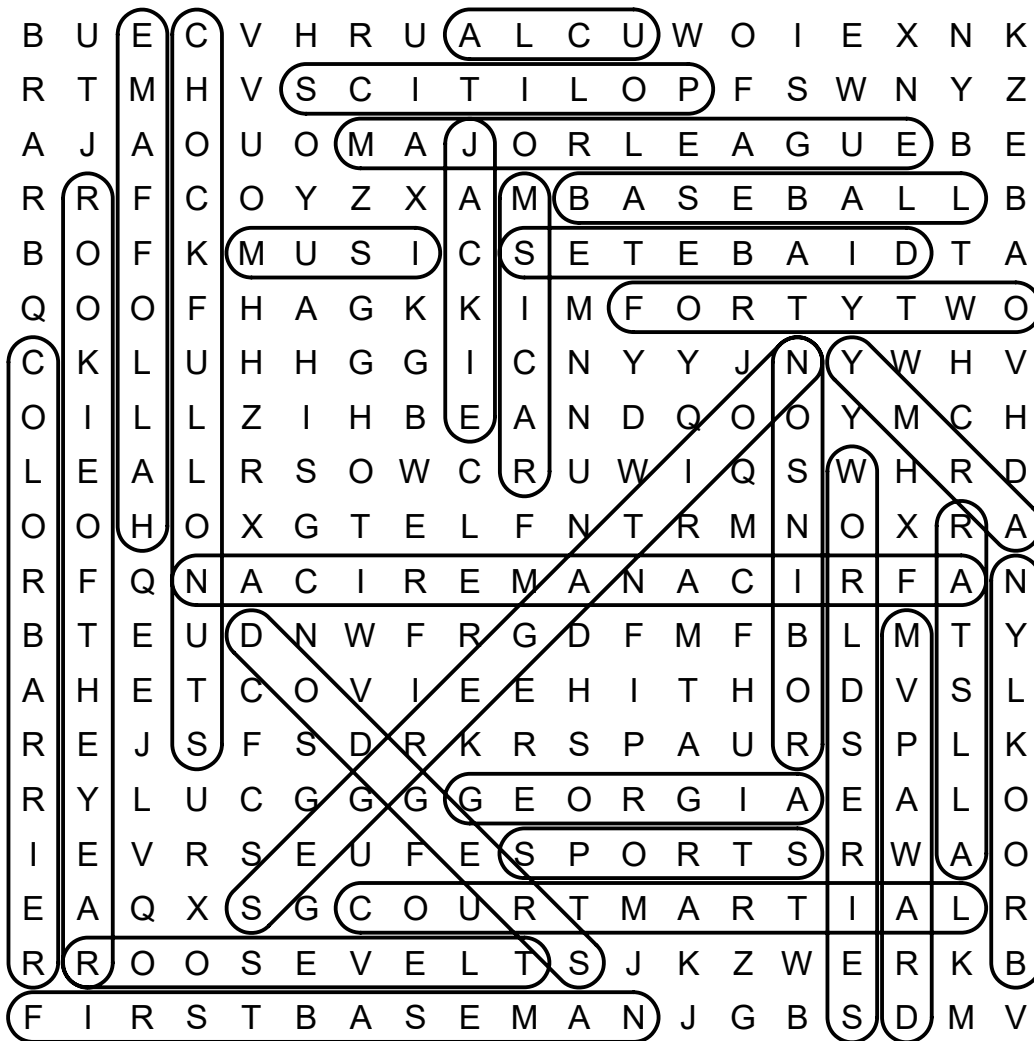 B U E C V H R U A L C U W O I E X N K
R T M H V S C I T I L O P F S W N Y Z
A J A O U O M A J O R L E A G U E B E
R R F C O Y Z X A M B A S E B A L L B
B O F K M U S I C S E T E B A I D T A
Q O O F H A G K K I M F O R T Y T W O
C K L U H H G G I C N Y Y J N Y W H V
O I L L Z I H B E A N D Q O O Y M C H
L E A L R S O W C R U W I Q S W H R D
O O H O X G T E L F N T R M N O X R A
R F Q N A C I R E M A N A C I R F A N
B T E U D N W F R G D F M F B L M T Y
A H E T C O V I E E H I T H O D V S L
R E J S F S D R K R S P A U R S P L K
R Y L U C G G G G E O R G I A E A L O
I E V R S E U F E S P O R T S R W A O
E A Q X S G C O U R T M A R T I A L R
R R O O S E V E L T S J K Z W E R K B
F I R S T B A S E M A N J G B S D M V